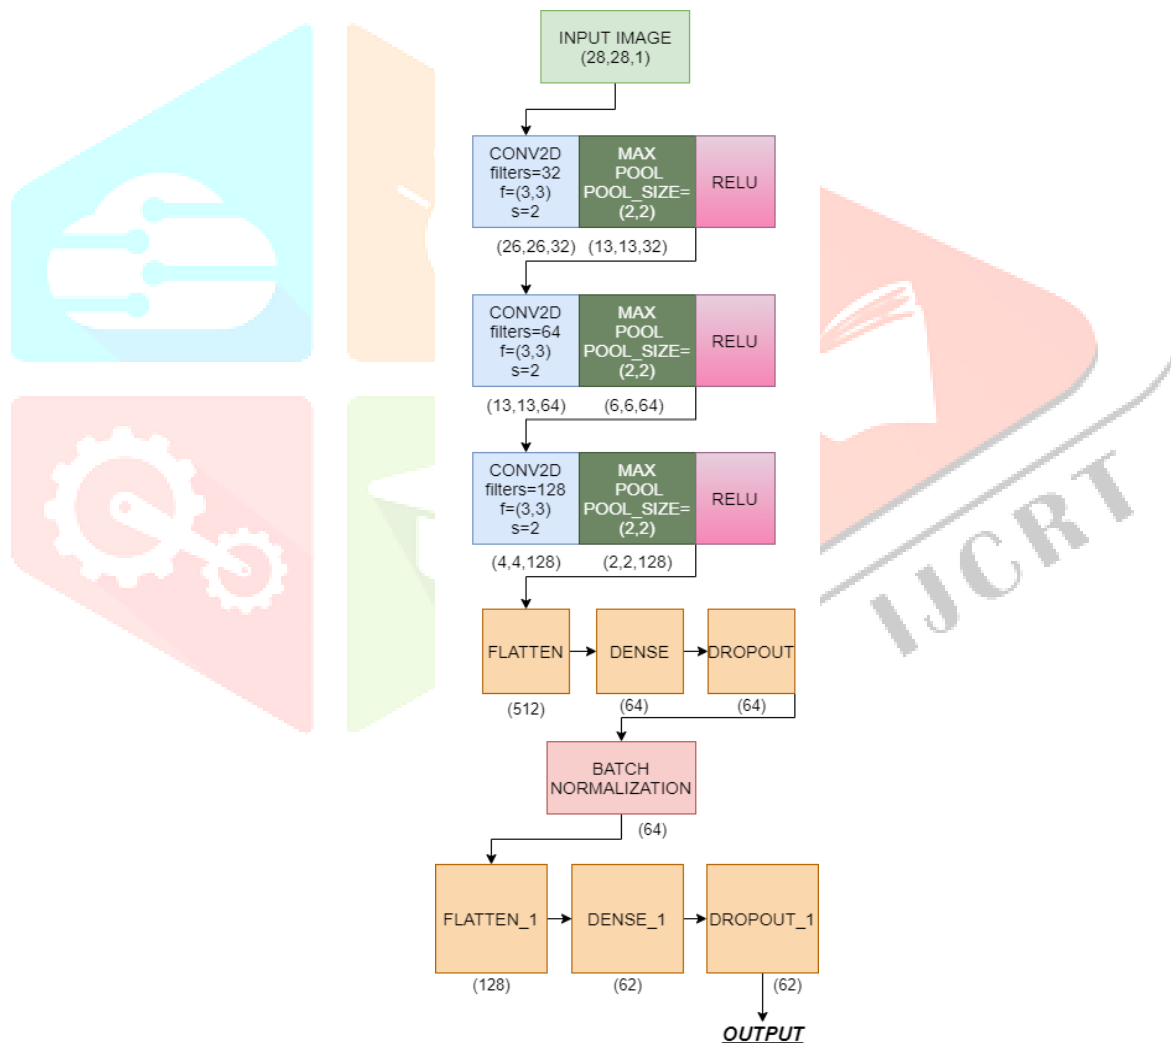 INPUT IMAGE
(28,28,1)
CONV2D
filters=32
f=(3,3)
s=2
MAX
POOL
POOL_SIZE=
(2,2)
RELU
(26,26,32)
(13,13,32)
CONV2D
filters=64
f=(3,3)
s=2
MAX
POOL
POOL_SIZE=
(2,2)
RELU
(13,13,64)
(6,6,64)
CONV2D
filters=128
f=(3,3)
s=2
MAX
POOL
POOL_SIZE=
(2,2)
RELU
(4,4,128)
(2,2,128)
FLATTEN
DENSE
DROPOUT
(512)
(64)
(64)
BATCH
NORMALIZATION
(64)
FLATTEN_1
DENSE_1
DROPOUT_1
(128)
(62)
(62)
OUTPUT
IJCRT